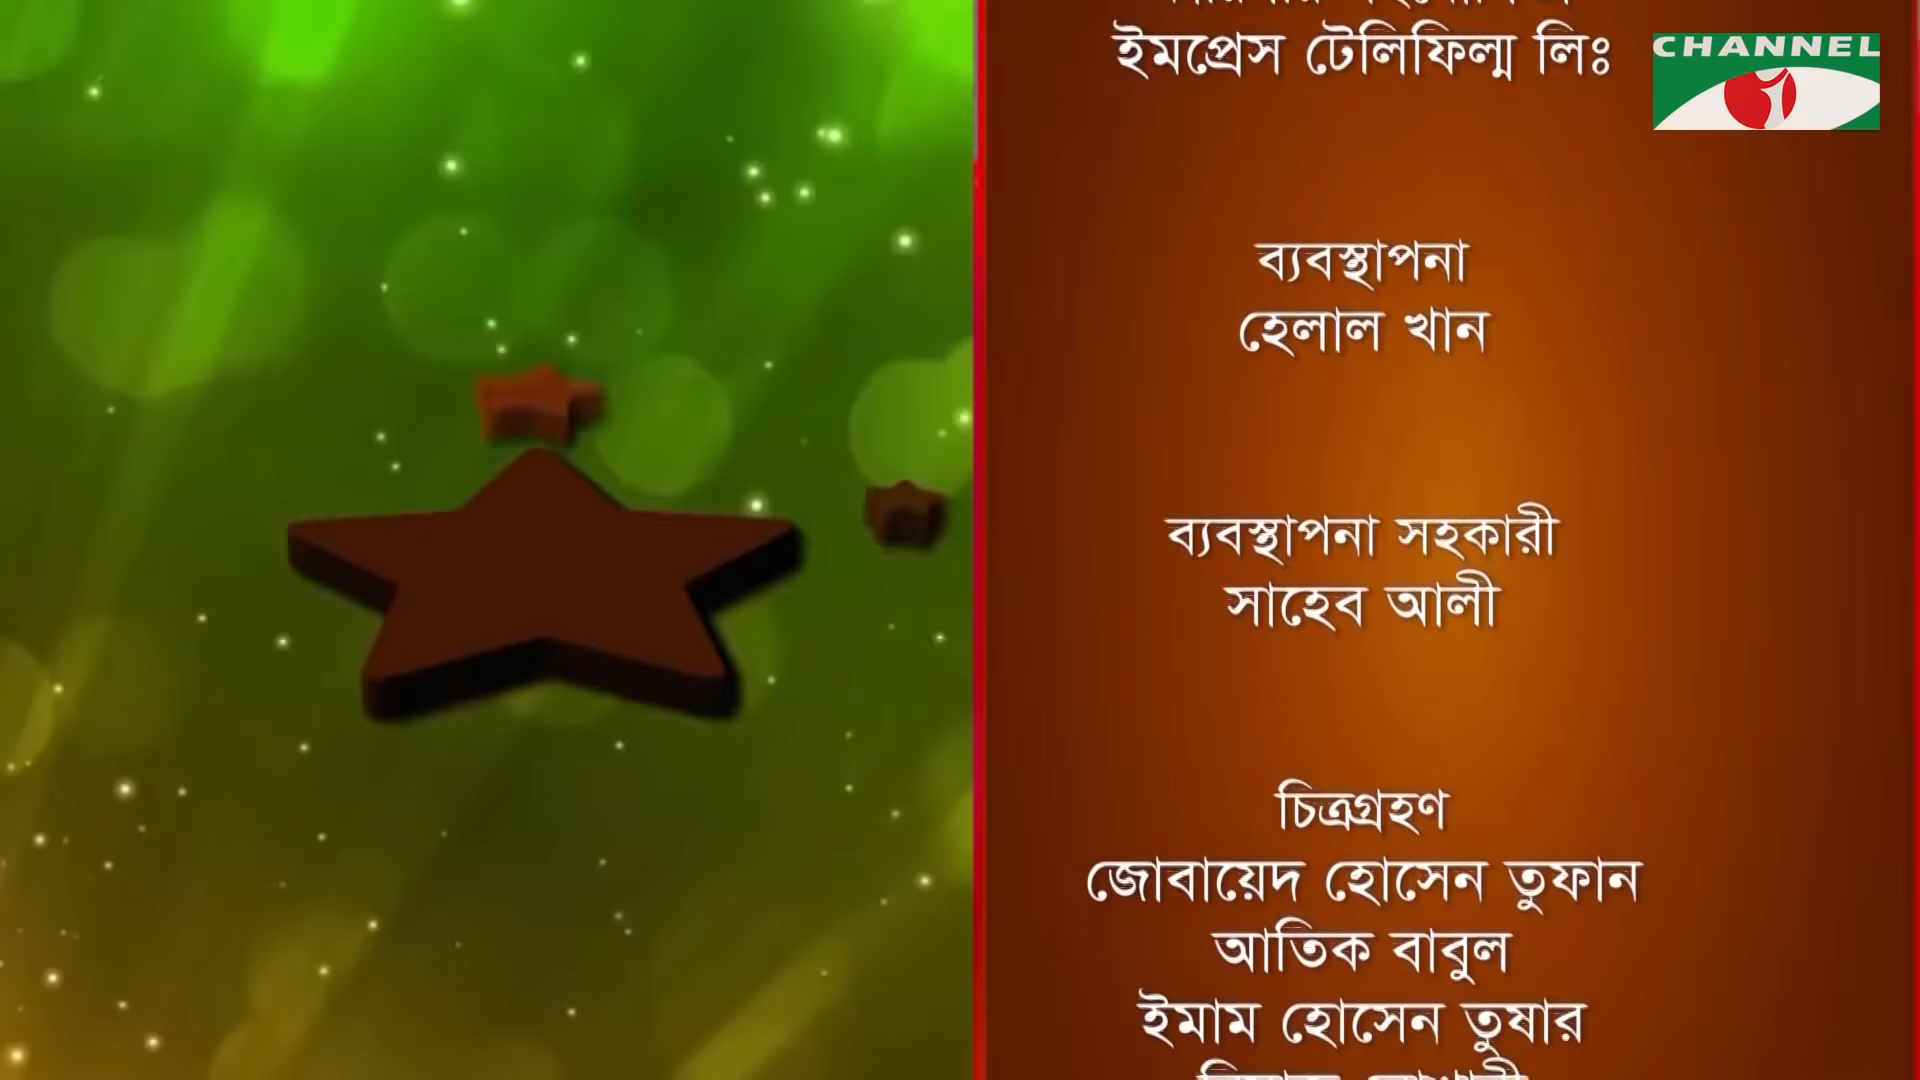 ইমপ্রেস টেলিফিল্ম লিঃ
CHANNEL
ব্যবস্থাপনা
হেলাল খান
ব্যবস্থাপনা সহকারী
সাহেব আলী
চিত্রগ্রহণ
জোবায়েদ হোসেন তুফান
আতিক বাবুল
ইমাম হোসেন তুষার